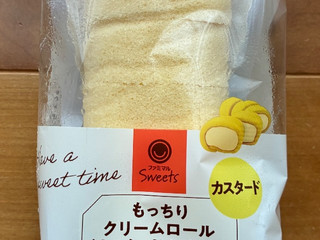 Have a
sweet time
ファミマル
Sweets
カスタード
もっちり
クリームロール